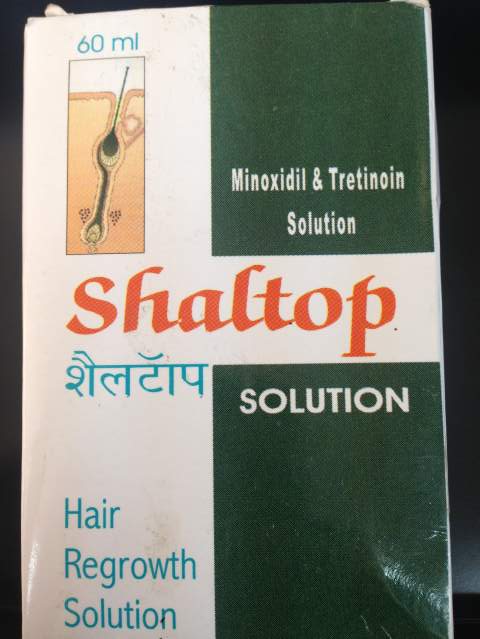 60 ml
Minoxidil & Tretinoin
Solution
Shaltop
शैलटॅाप
SOLUTION
Hair
Regrowth
Solution